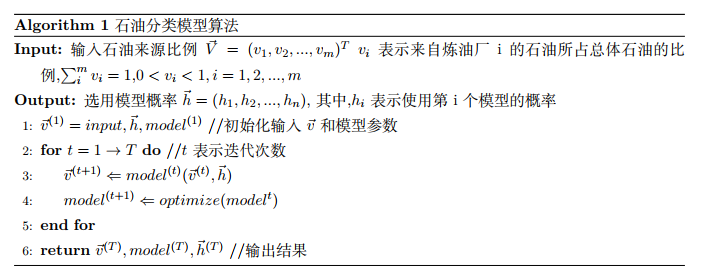 Algorithm 1 石油分类模型算法
Input: 输入石油来源比例 $\vec{V} = (v_1, v_2, ..., v_m)^T$ $v_i$ 表示来自炼油厂 i 的石油所占总体石油的比
例,$\sum_i^m v_i = 1, 0 < v_i < 1, i = 1, 2, ..., m$
Output: 选用模型概率 $\vec{h} = (h_1, h_2, ..., h_n)$, 其中,$h_i$ 表示使用第 i 个模型的概率
1: $\vec{v}^{(1)} = input, \vec{h}, model^{(1)}$ //初始化输入 $\vec{v}$ 和模型参数
2: for $t = 1 \rightarrow T$ do //t 表示迭代次数
3: $\vec{v}^{(t+1)} \Leftarrow model^{(t)}(\vec{v}^{(t)}, \vec{h})$
4: $model^{(t+1)} \Leftarrow optimize(model^t)$
5: end for
6: return $\vec{v}^{(T)}, model^{(T)}, \vec{h}^{(T)}$ //输出结果